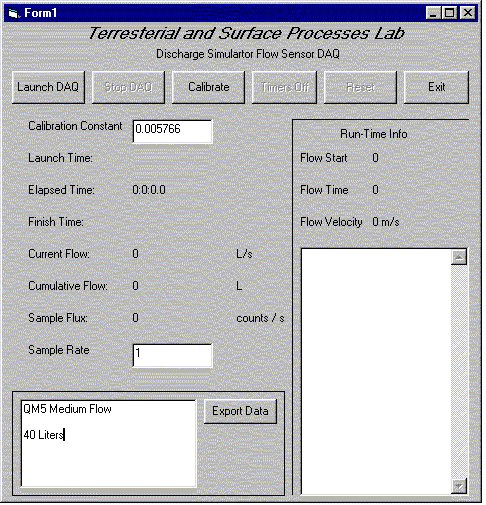 Form1
Terresterial and Surface Processes Lab
Discharge Simulartor Flow Sensor DAQ
Launch DAQ Stop DAQ Calibrate Timers Off Reset Exit
Calibration Constant 0.005766
Launch Time:
Elapsed Time: 0:0:0.0
Finish Time:
Current Flow: 0 L/s
Cumulative Flow: 0 L
Sample Flux: 0 counts / s
Sample Rate 1
Run-Time Info
Flow Start 0
Flow Time 0
Flow Velocity 0 m/s
QM5 Medium Flow
40 Liters
Export Data